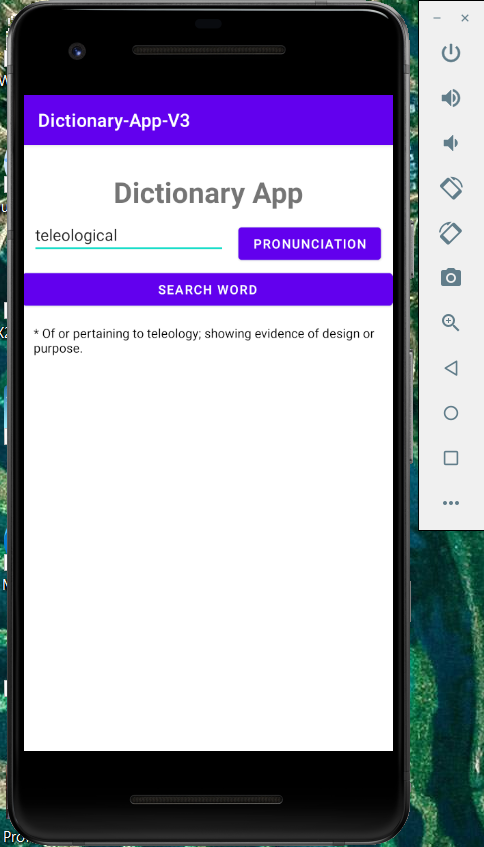 Dictionary-App-V3
Dictionary App
teleological
PRONUNCIATION
SEARCH WORD
* Of or pertaining to teleology; showing evidence of design or
purpose.